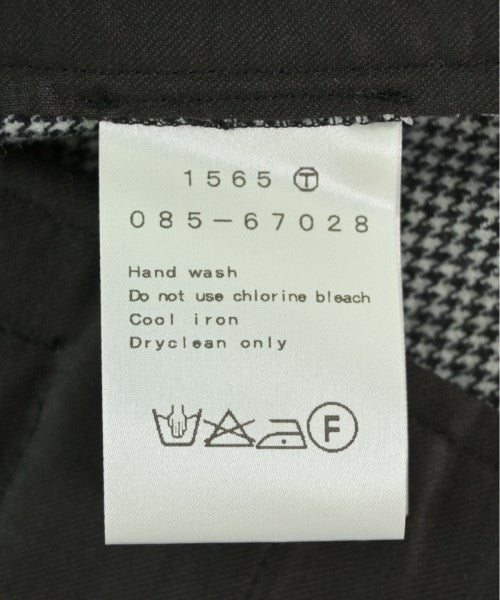 1565 Ⓣ
085-67028
Hand wash
Do not use chlorine bleach
Cool iron
Dryclean only
F